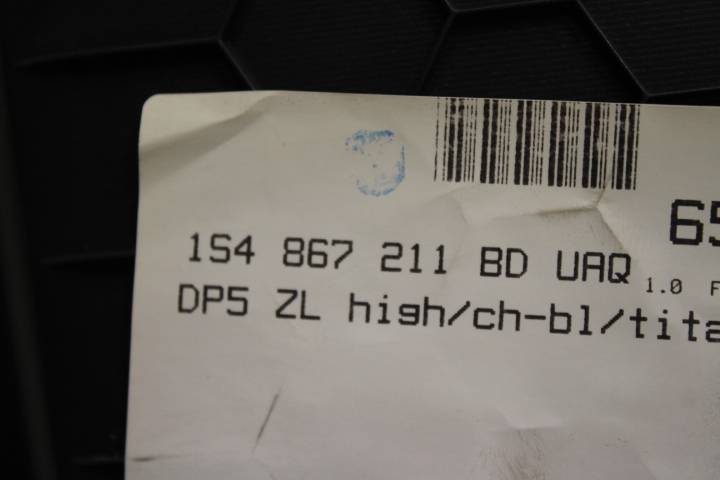 65
1S4 867 211 BD UAQ 1.0 F
DP5 ZL high/ch-bl/tita